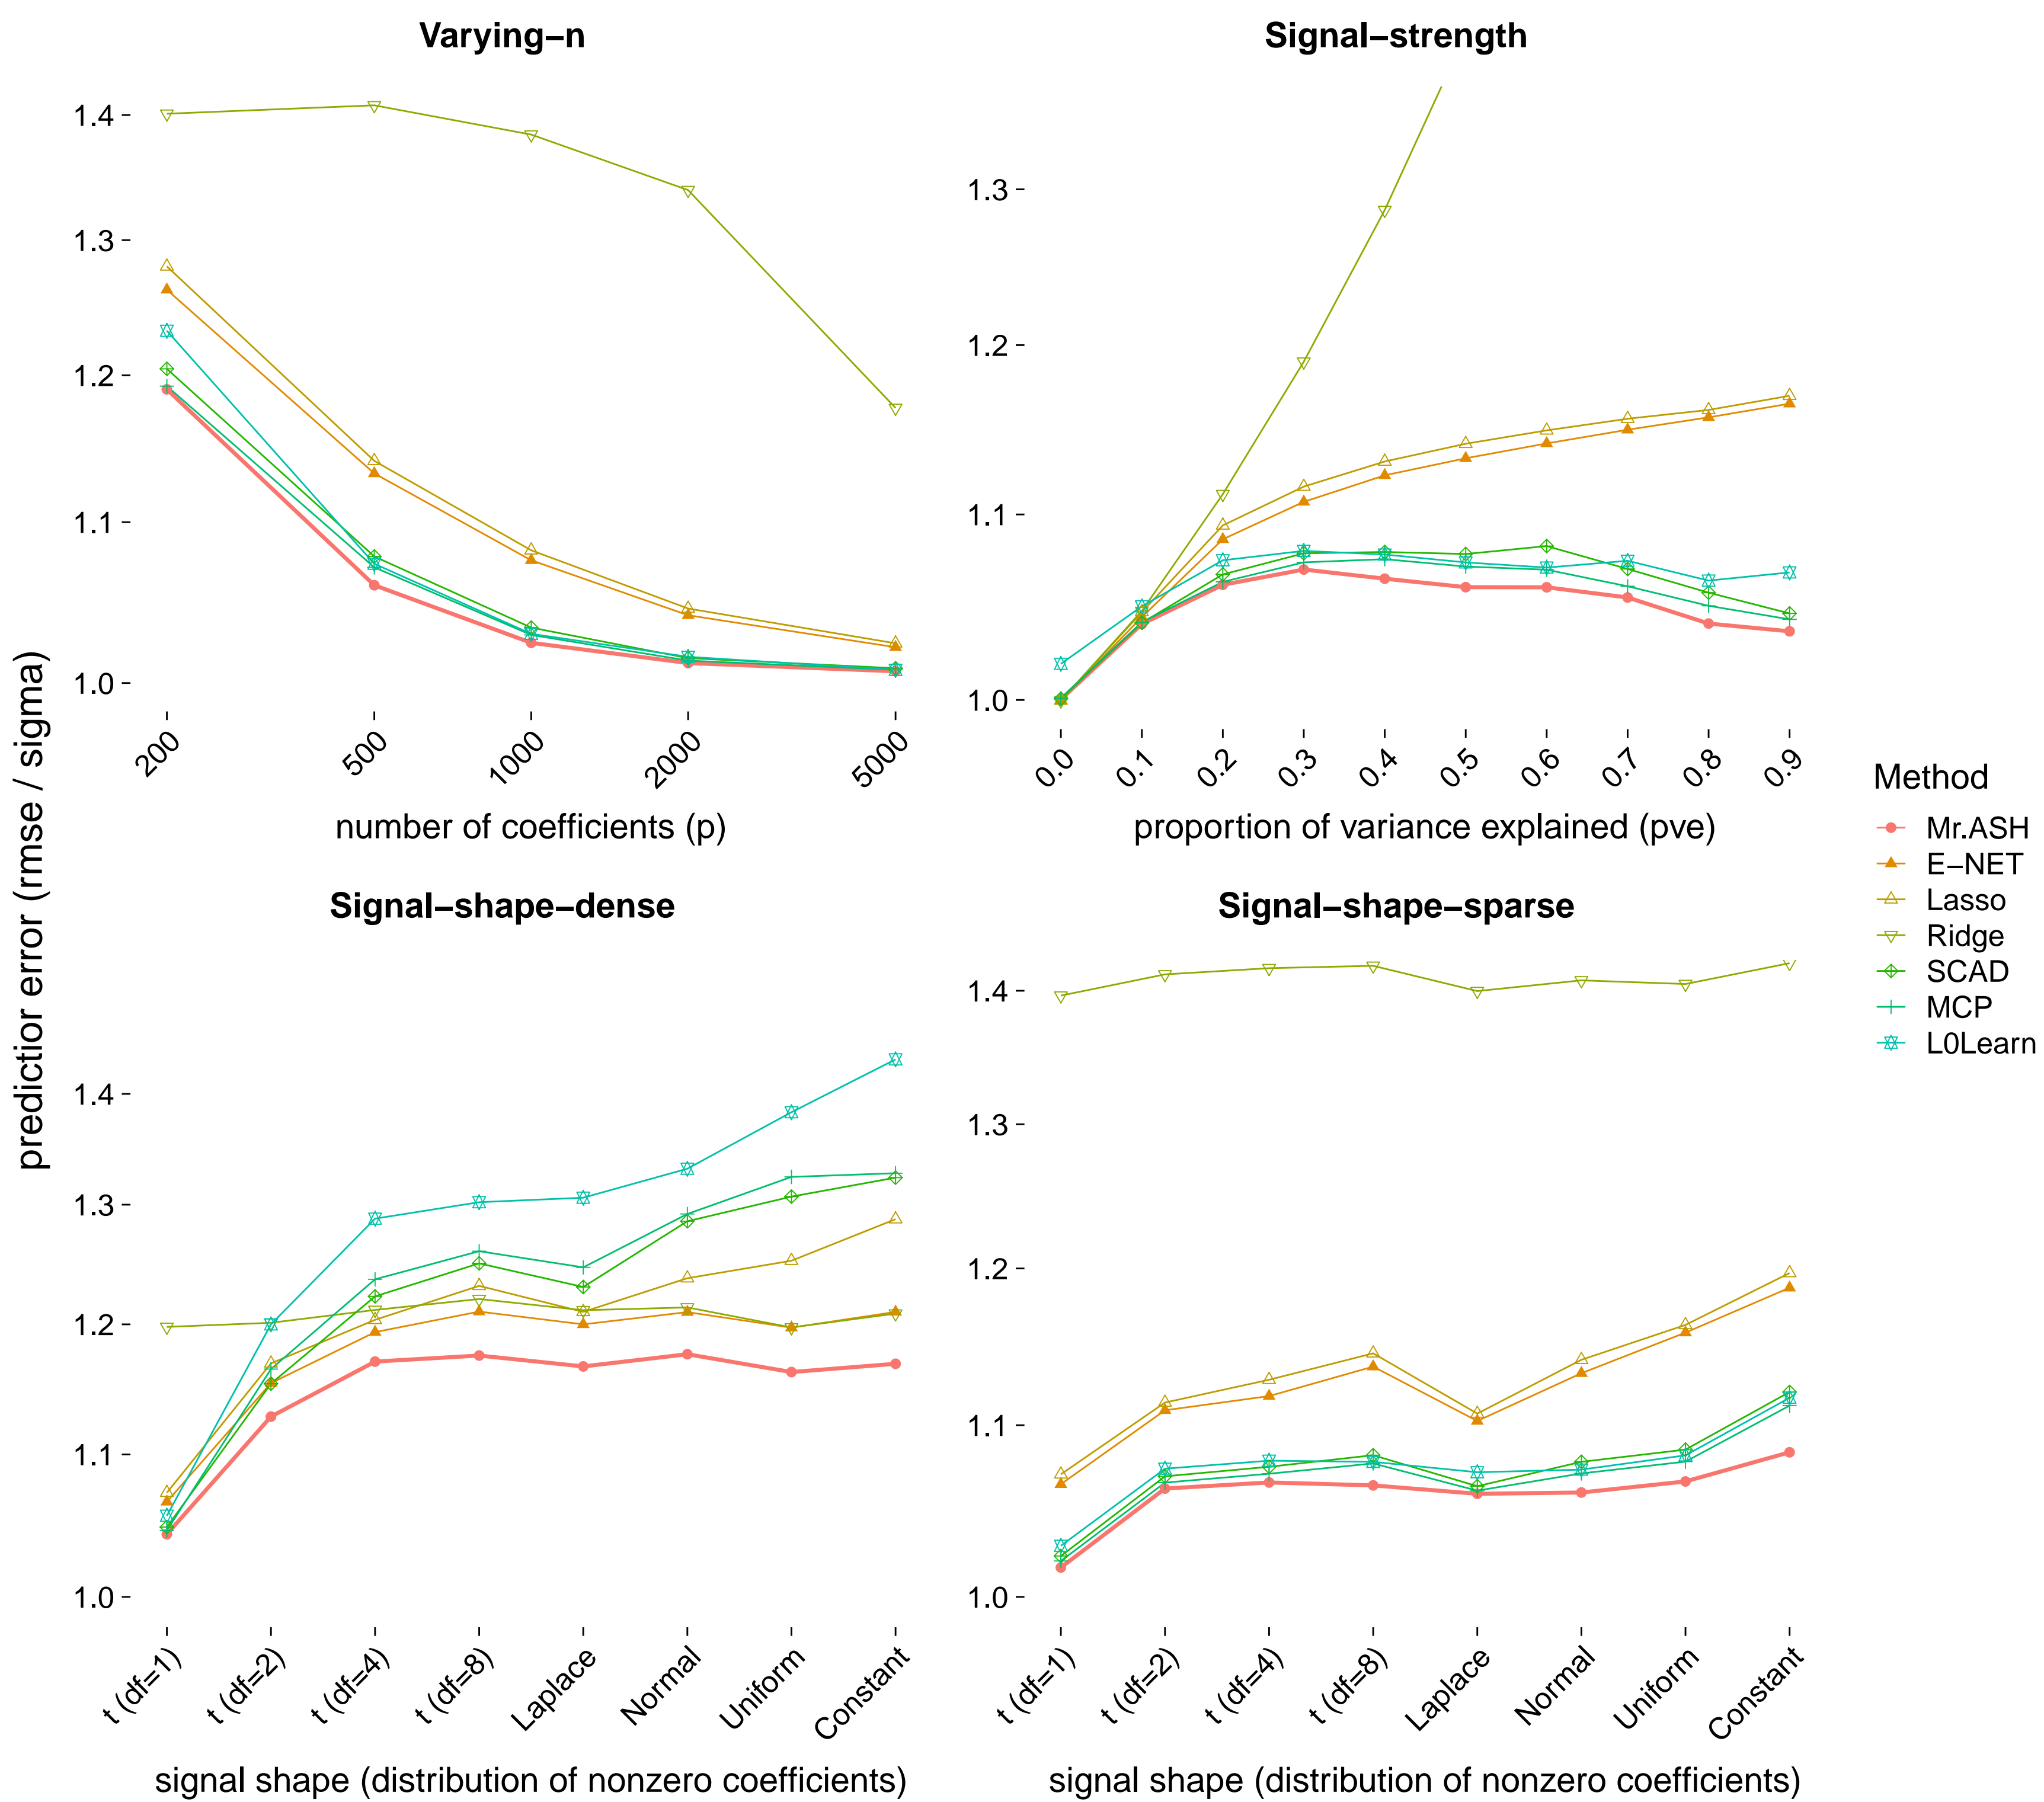 Varying−n
1.4
1.3
1.2
1.1
1.0
200
500
1000
2000
5000
number of coefficients (p)
Signal−strength
1.3
1.2
1.1
1.0
0.0
0.1
0.2
0.3
0.4
0.5
0.6
0.7
0.8
0.9
proportion of variance explained (pve)
predictior error (rmse / sigma)
Signal−shape−dense
1.4
1.3
1.2
1.1
1.0
t (df=1)
t (df=2)
t (df=4)
t (df=8)
Laplace
Normal
Uniform
Constant
signal shape (distribution of nonzero coefficients)
Signal−shape−sparse
1.4
1.3
1.2
1.1
1.0
t (df=1)
t (df=2)
t (df=4)
t (df=8)
Laplace
Normal
Uniform
Constant
signal shape (distribution of nonzero coefficients)
Method
Mr.ASH
E−NET
Lasso
Ridge
SCAD
MCP
L0Learn